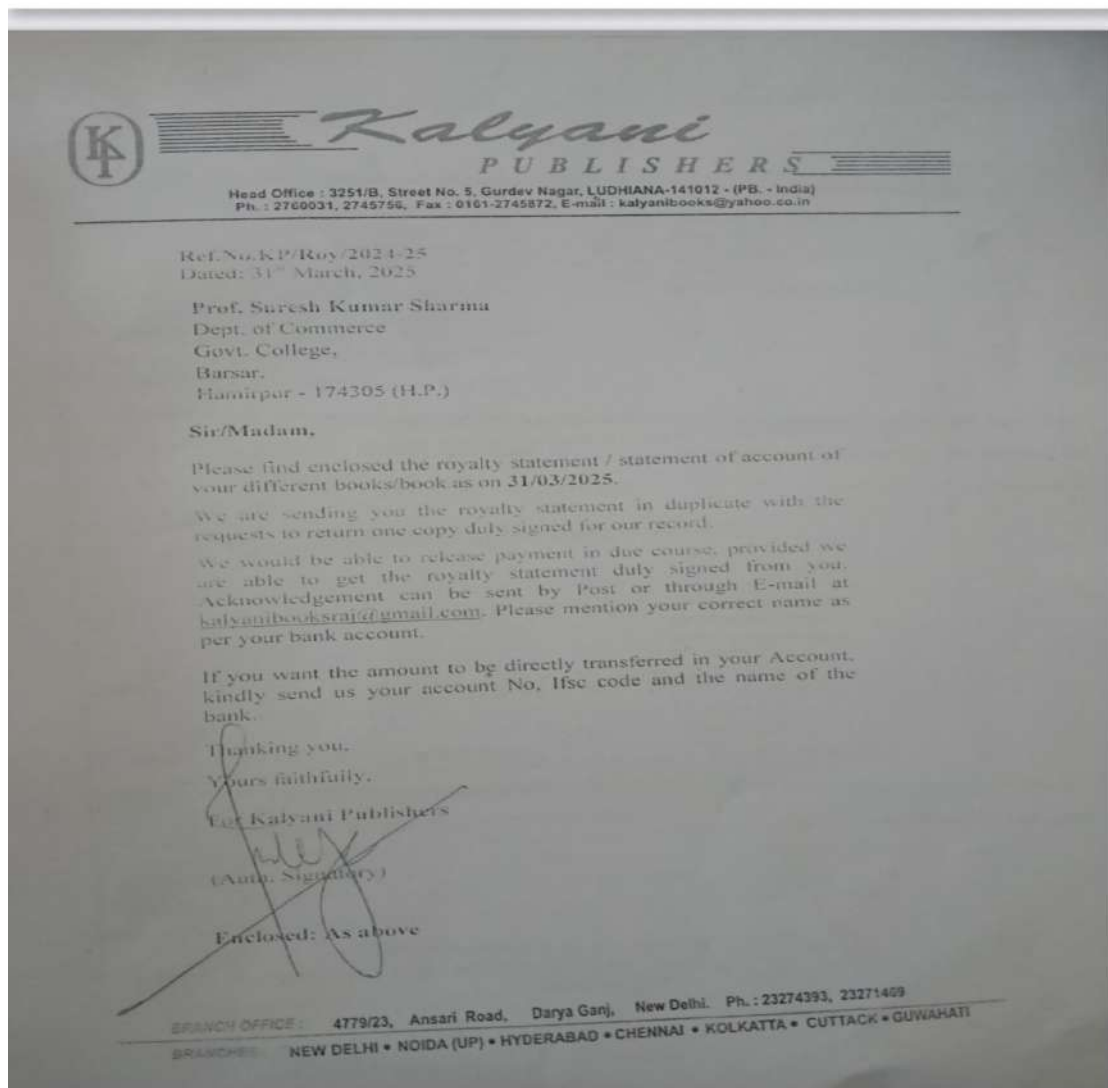 KP
Kalyani
PUBLISHERS
Head Office : 3251/B, Street No. 5, Gurdev Nagar, LUDHIANA-141012 - (PB. - India)
Ph. : 2760031, 2745756, Fax : 0161-2745872, E-mail : kalyanibooks@yahoo.co.in
Ref.No.KP/Roy/2024-25
Dated: 31st March, 2025
Prof. Suresh Kumar Sharma
Dept. of Commerce
Govt. College,
Barsar.
Hamirpur - 174305 (H.P.)
Sir/Madam,
Please find enclosed the royalty statement / statement of account of
your different books/book as on 31/03/2025.
We are sending you the royalty statement in duplicate with the
requests to return one copy duly signed for our record.
We would be able to release payment in due course, provided we
are able to get the royalty statement duly signed from you.
Acknowledgement can be sent by Post or through E-mail at
kalyanibooksraj@gmail.com. Please mention your correct name as
per your bank account.
If you want the amount to be directly transferred in your Account,
kindly send us your account No, Ifsc code and the name of the
bank.
Thanking you,
Yours faithfully,
For Kalyani Publishers
(Auth. Signatory)
Enclosed: As above
BRANCH OFFICE : 4779/23, Ansari Road, Darya Ganj, New Delhi. Ph. : 23274393, 23271469
BRANCHES : NEW DELHI • NOIDA (UP) • HYDERABAD • CHENNAI • KOLKATTA • CUTTACK • GUWAHATI